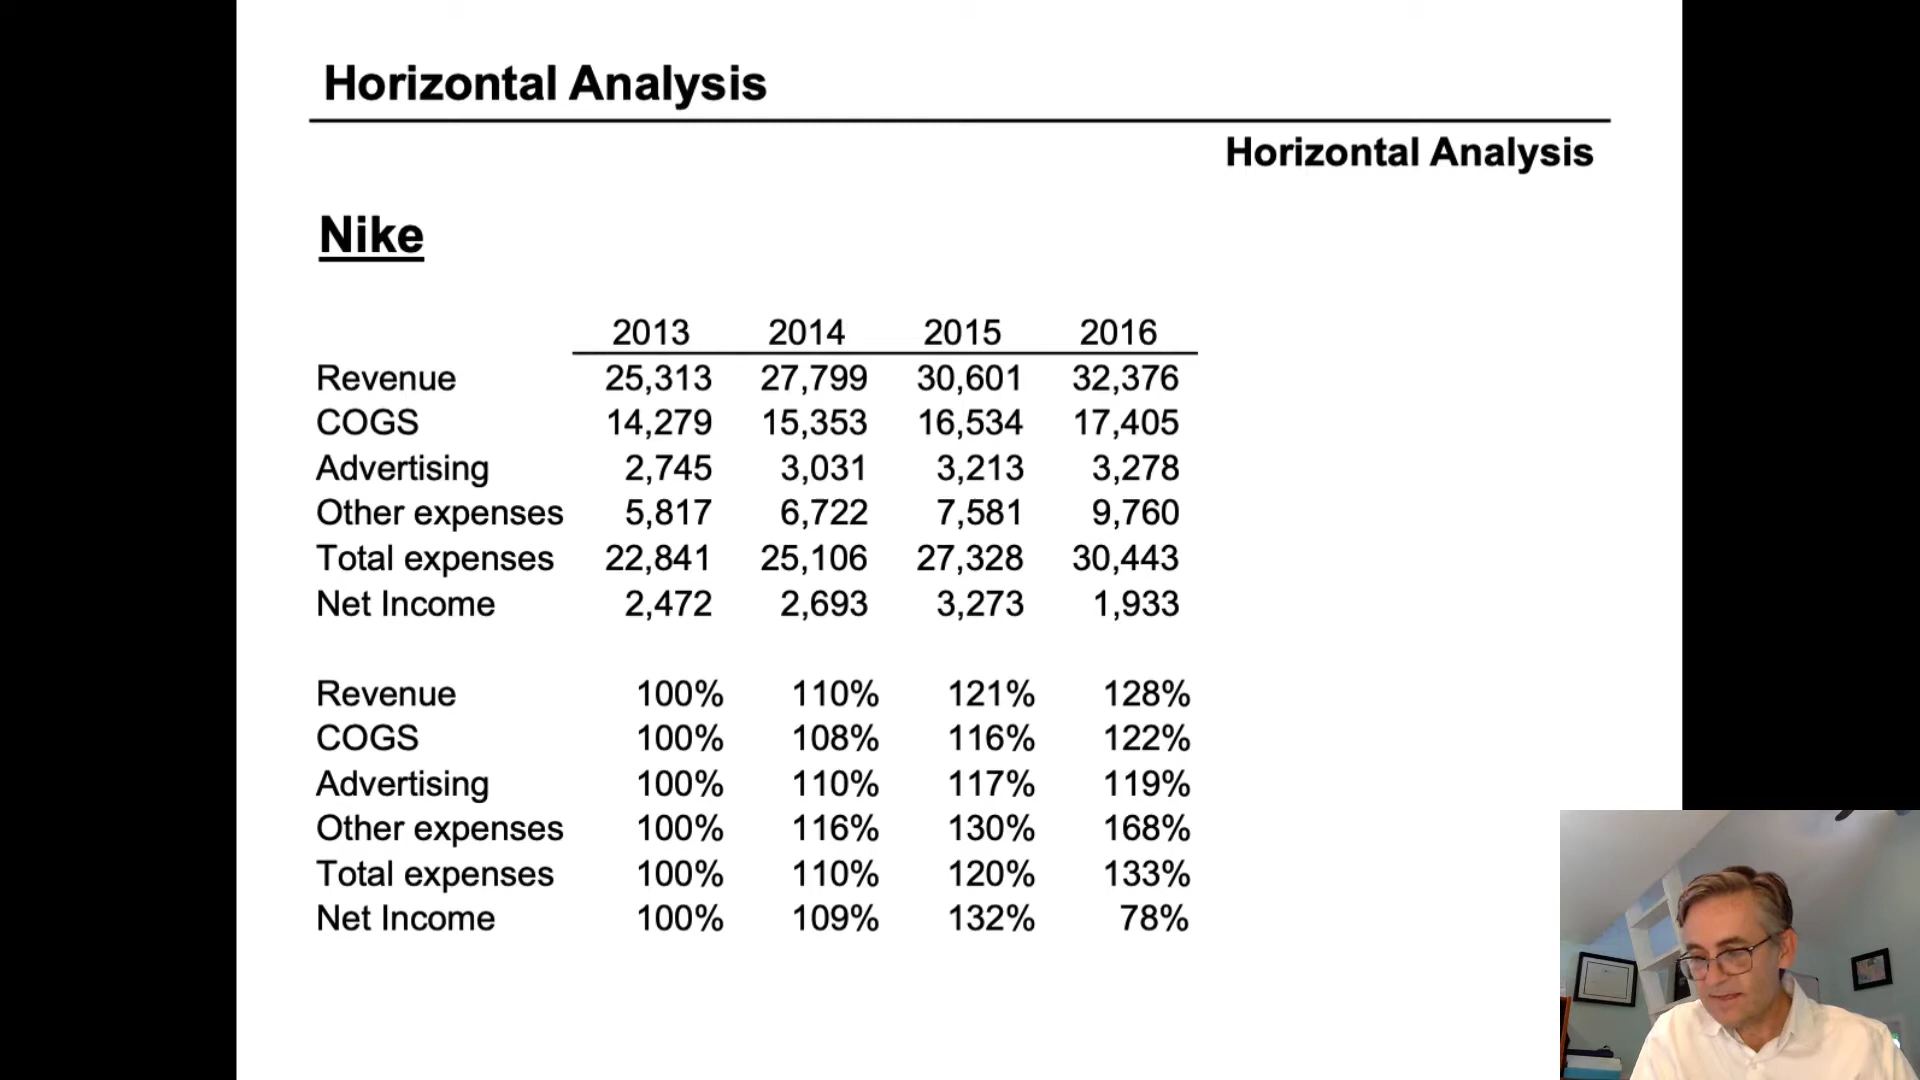 Horizontal Analysis
Horizontal Analysis
Nike
2013 2014 2015 2016
Revenue 25,313 27,799 30,601 32,376
COGS 14,279 15,353 16,534 17,405
Advertising 2,745 3,031 3,213 3,278
Other expenses 5,817 6,722 7,581 9,760
Total expenses 22,841 25,106 27,328 30,443
Net Income 2,472 2,693 3,273 1,933
Revenue 100% 110% 121% 128%
COGS 100% 108% 116% 122%
Advertising 100% 110% 117% 119%
Other expenses 100% 116% 130% 168%
Total expenses 100% 110% 120% 133%
Net Income 100% 109% 132% 78%